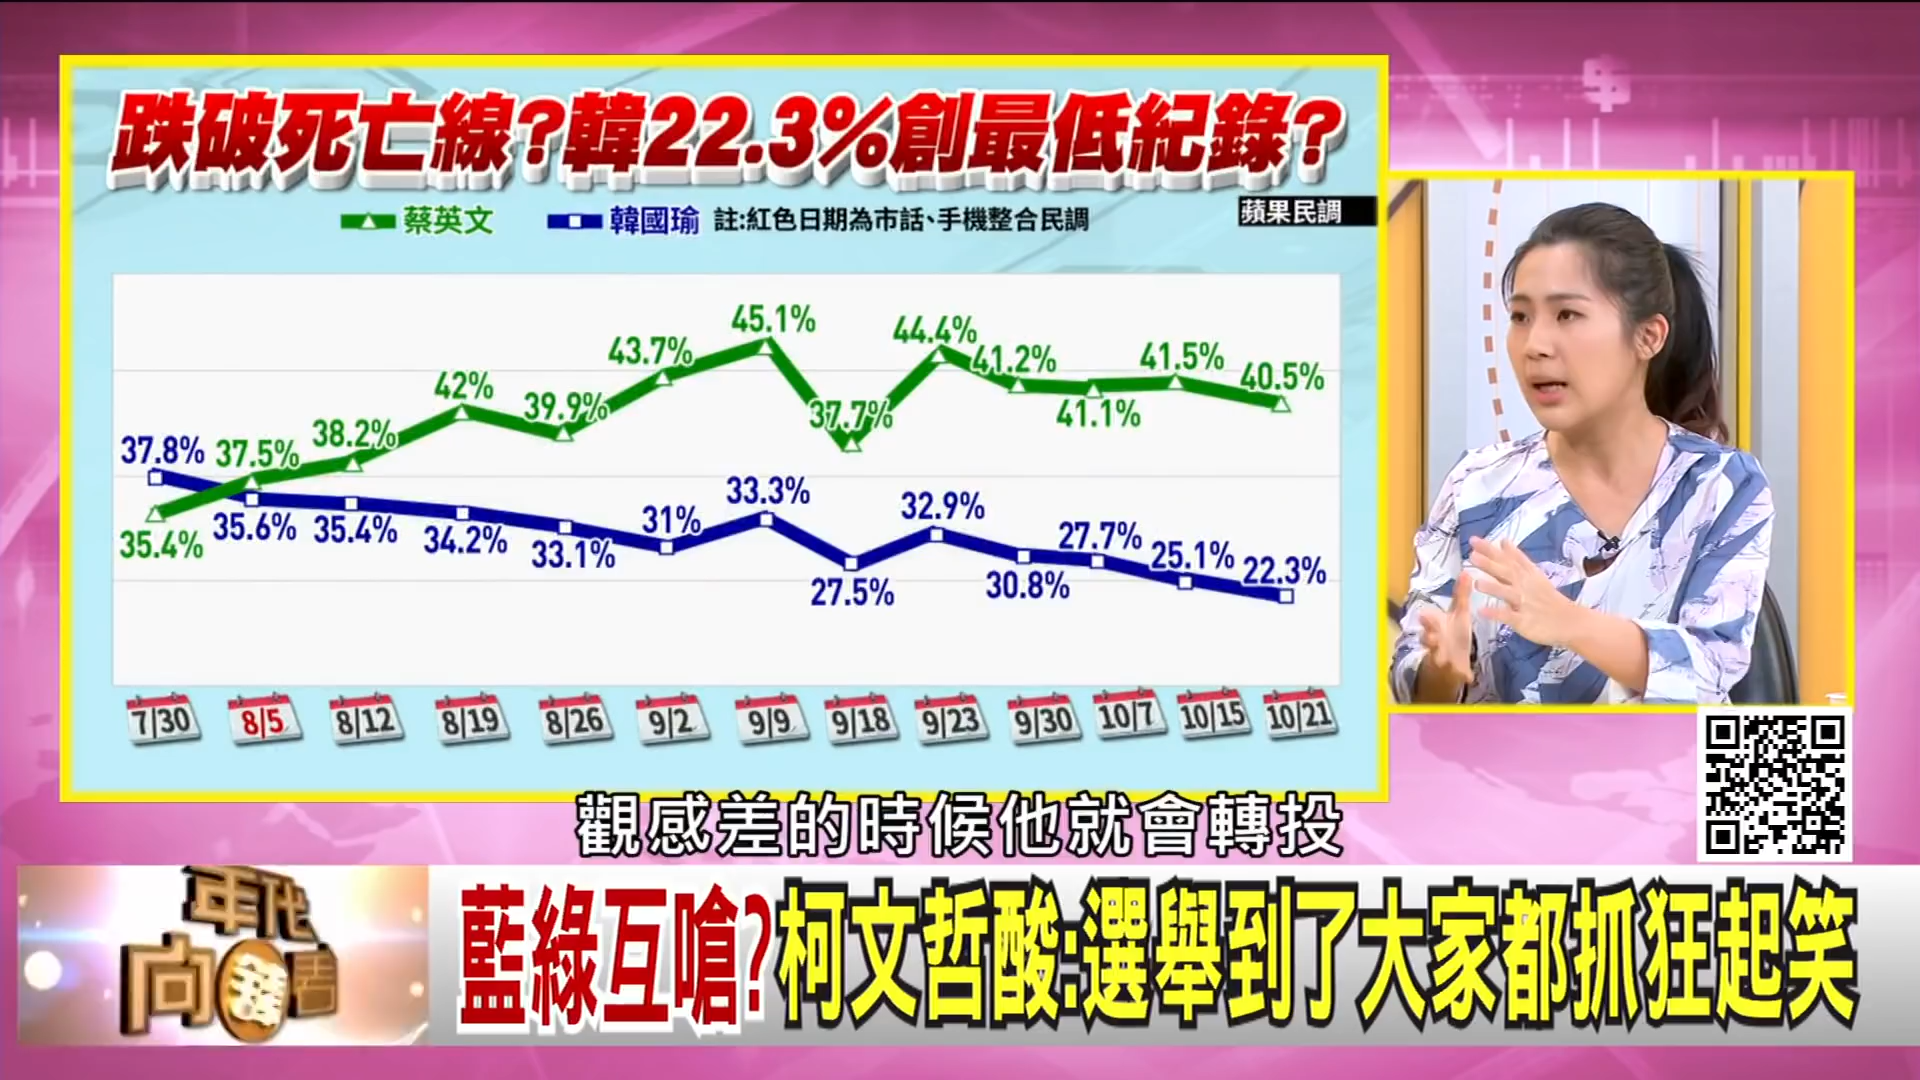 跌破死亡線?韓22.3%創最低紀錄?
蔡英文 韓國瑜 註:紅色日期為市話、手機整合民調
蘋果民調
35.4% 37.5% 38.2% 42% 39.9% 43.7% 45.1% 37.7% 44.4% 41.2% 41.1% 41.5% 40.5%
37.8% 35.6% 35.4% 34.2% 33.1% 31% 33.3% 27.5% 32.9% 30.8% 27.7% 25.1% 22.3%
7/30 8/5 8/12 8/19 8/26 9/2 9/9 9/18 9/23 9/30 10/7 10/15 10/21
觀感差的時候他就會轉投
年代向錢看
藍綠互嗆?柯文哲酸:選舉到了大家都抓狂起笑